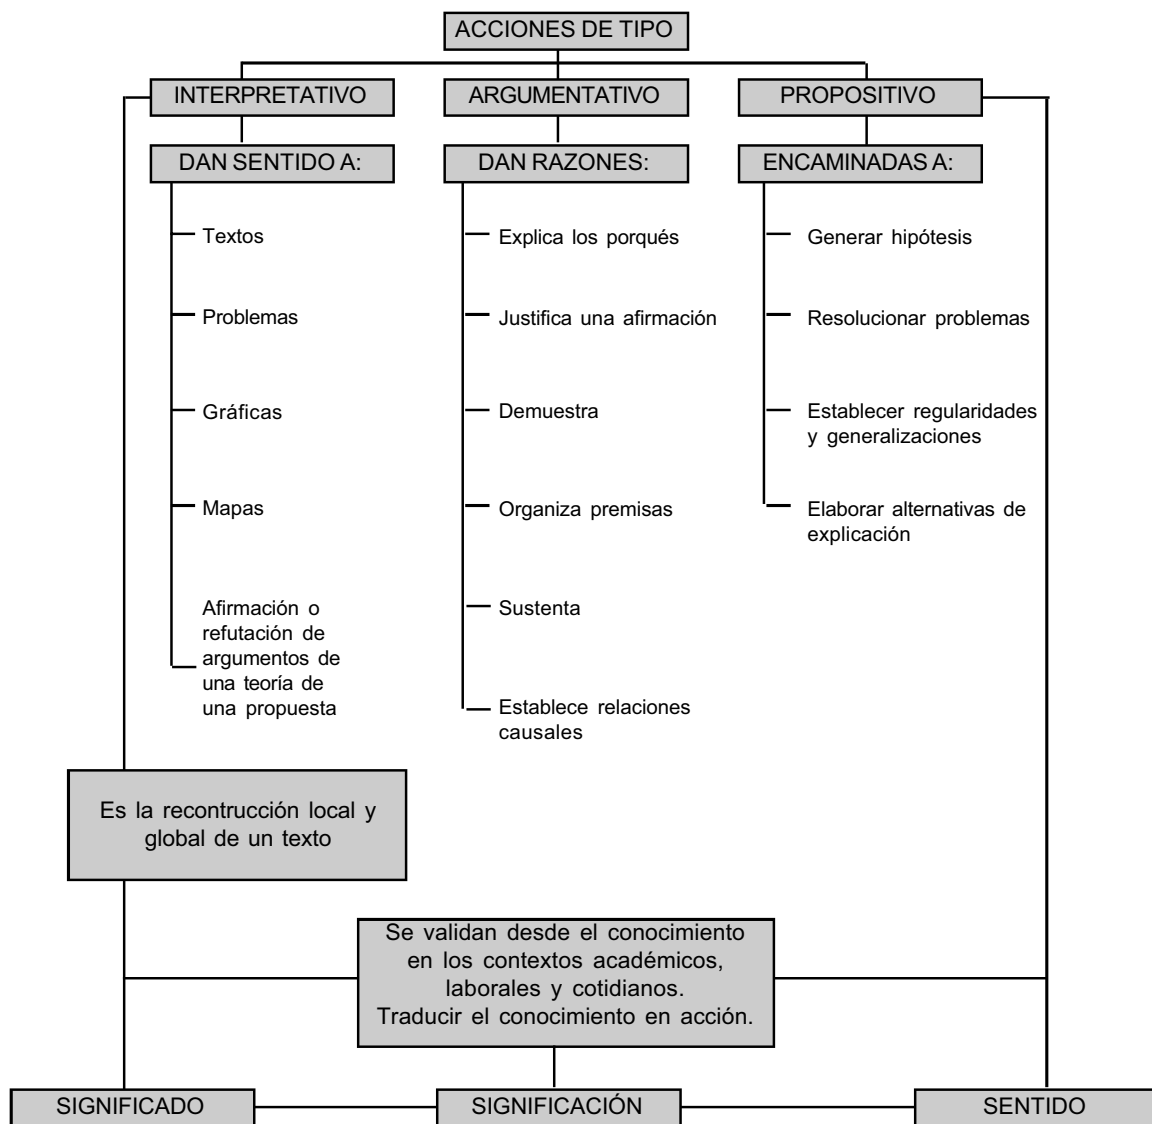 ACCIONES DE TIPO
INTERPRETATIVO
ARGUMENTATIVO
PROPOSITIVO
DAN SENTIDO A:
DAN RAZONES:
ENCAMINADAS A:
Textos
Problemas
Gráficas
Mapas
Afirmación o
refutación de
argumentos de
una teoría de
una propuesta
Explica los porqués
Justifica una afirmación
Demuestra
Organiza premisas
Sustenta
Establece relaciones
causales
Generar hipótesis
Resolucionar problemas
Establecer regularidades
y generalizaciones
Elaborar alternativas de
explicación
Es la recontrucción local y
global de un texto
Se validan desde el conocimiento
en los contextos académicos,
laborales y cotidianos.
Traducir el conocimiento en acción.
SIGNIFICADO
SIGNIFICACIÓN
SENTIDO